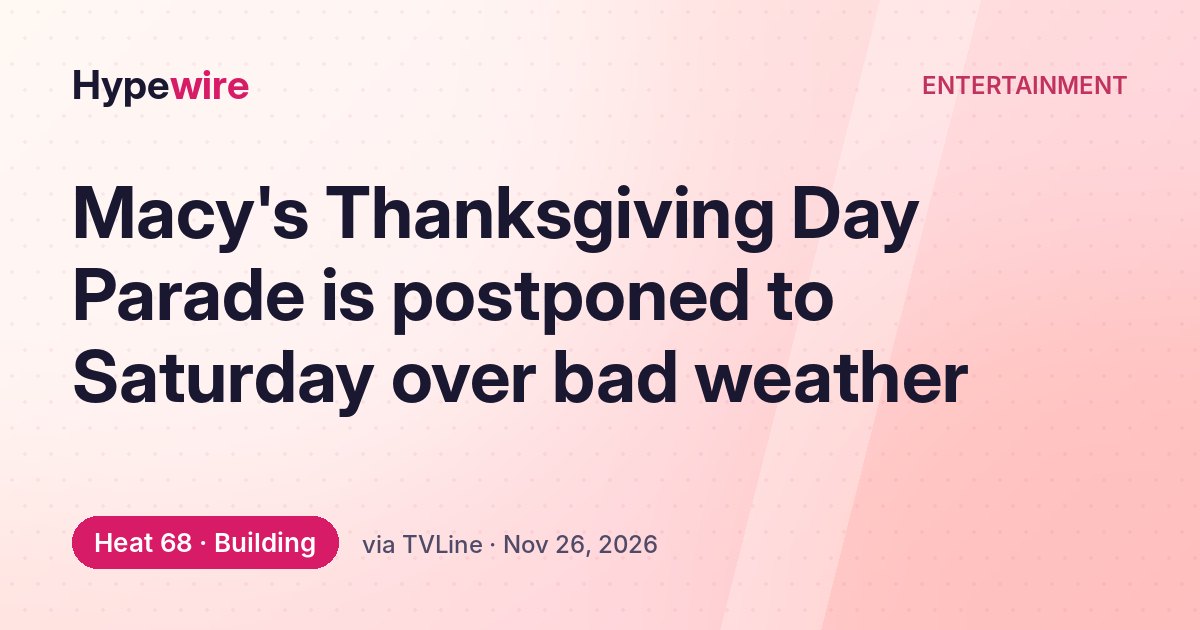 Hypewire
ENTERTAINMENT
Macy's Thanksgiving Day
Parade is postponed to
Saturday over bad weather
Heat 68 · Building
via TVLine · Nov 26, 2026